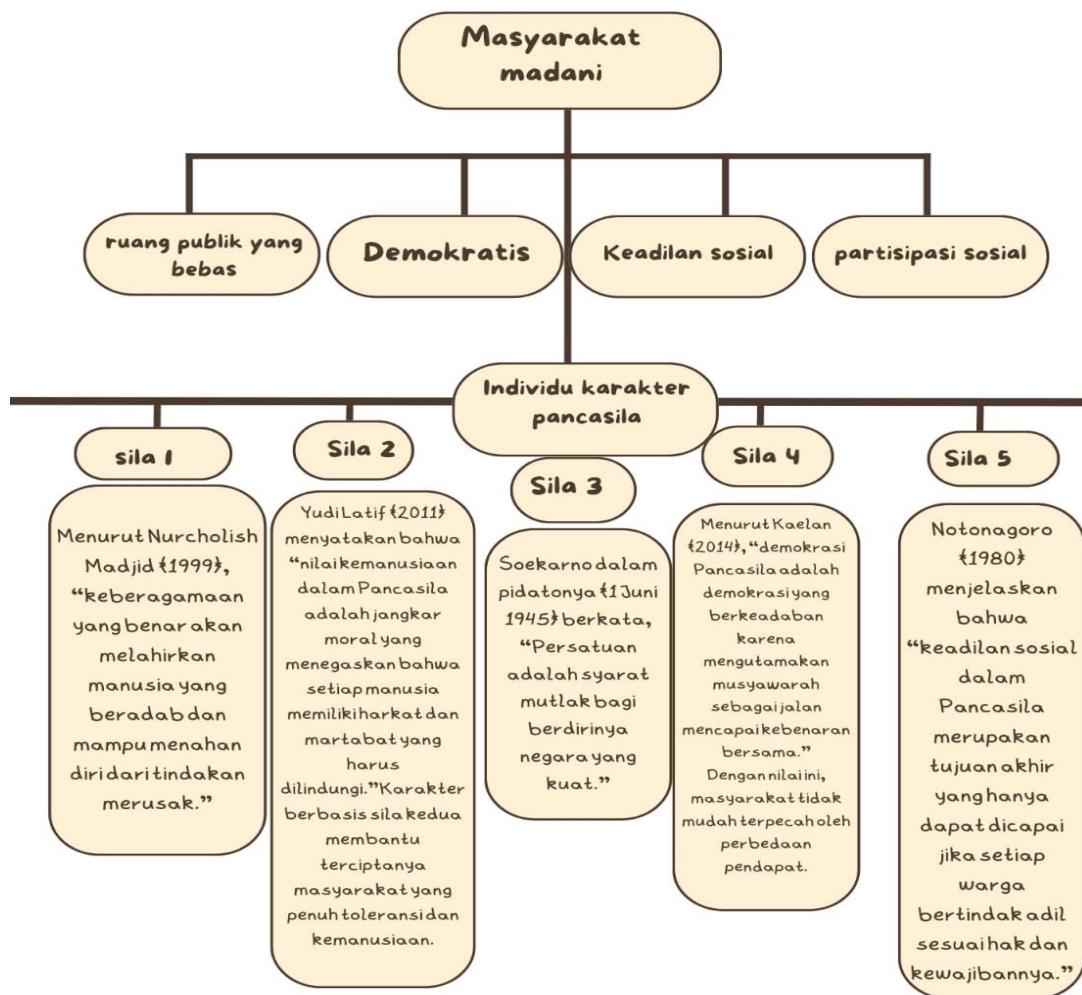 Masyarakat
madani
ruang publik yang
bebas
Demokratis
Keadilan sosial
partisipasi sosial
Individu karakter
pancasila
sila 1
Menurut Nurcholish
Madjid (1999),
“keberagamaan
yang benar akan
melahirkan
manusia yang
beradab dan
mampu menahan
diri dari tindakan
merusak.”
Sila 2
Yudi Latif (2011)
menyatakan bahwa
“nilai kemanusiaan
dalam Pancasila
adalah jangkar
moral yang
menegaskan bahwa
setiap manusia
memiliki harkat dan
martabat yang
harus
dilindungi.”Karakter
berbasis sila kedua
membantu
terciptanya
masyarakat yang
penuh toleransi dan
kemanusiaan.
Sila 3
Soekarno dalam
pidatonya (1 Juni
1945) berkata,
“Persatuan
adalah syarat
mutlak bagi
berdirinya
negara yang
kuat.”
Sila 4
Menurut Kaelan
(2014), “demokrasi
Pancasila adalah
demokrasi yang
berkeadaban
karena
mengutamakan
musyawarah
sebagai jalan
mencapai kebenaran
bersama.”
Dengan nilai ini,
masyarakat tidak
mudah terpecah oleh
perbedaan
pendapat.
Sila 5
Notonagoro
(1980)
menjelaskan
bahwa
“keadilan sosial
dalam
Pancasila
merupakan
tujuan akhir
yang hanya
dapat dicapai
jika setiap
warga
bertindak adil
sesuai hak dan
kewajibannya.”